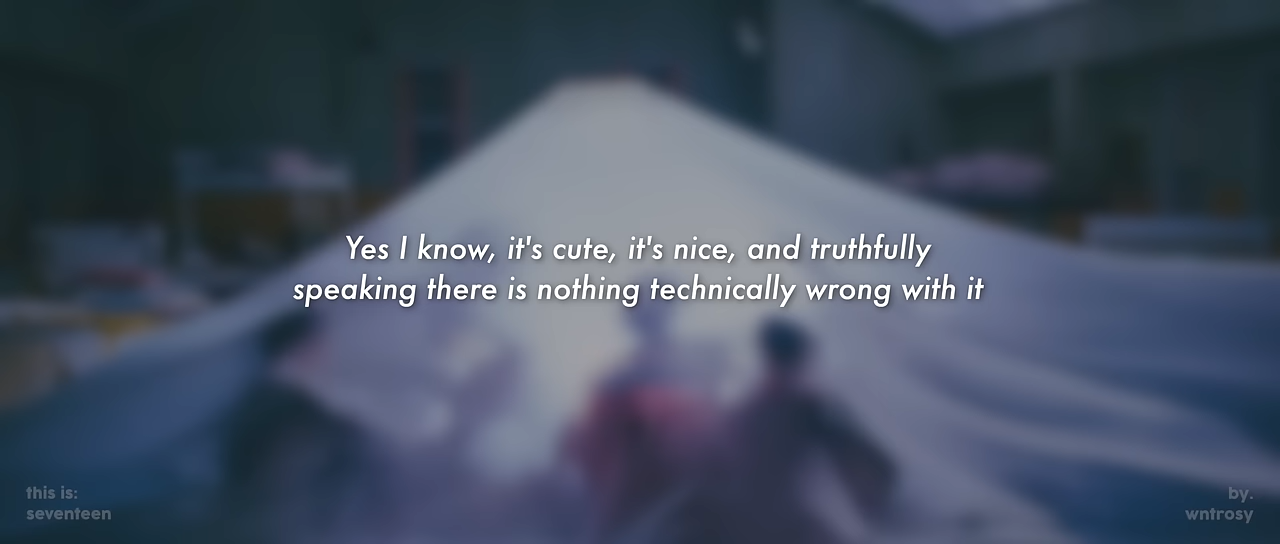 Yes I know, it's cute, it's nice, and truthfully
speaking there is nothing technically wrong with it
this is:
seventeen
by.
wntrosy